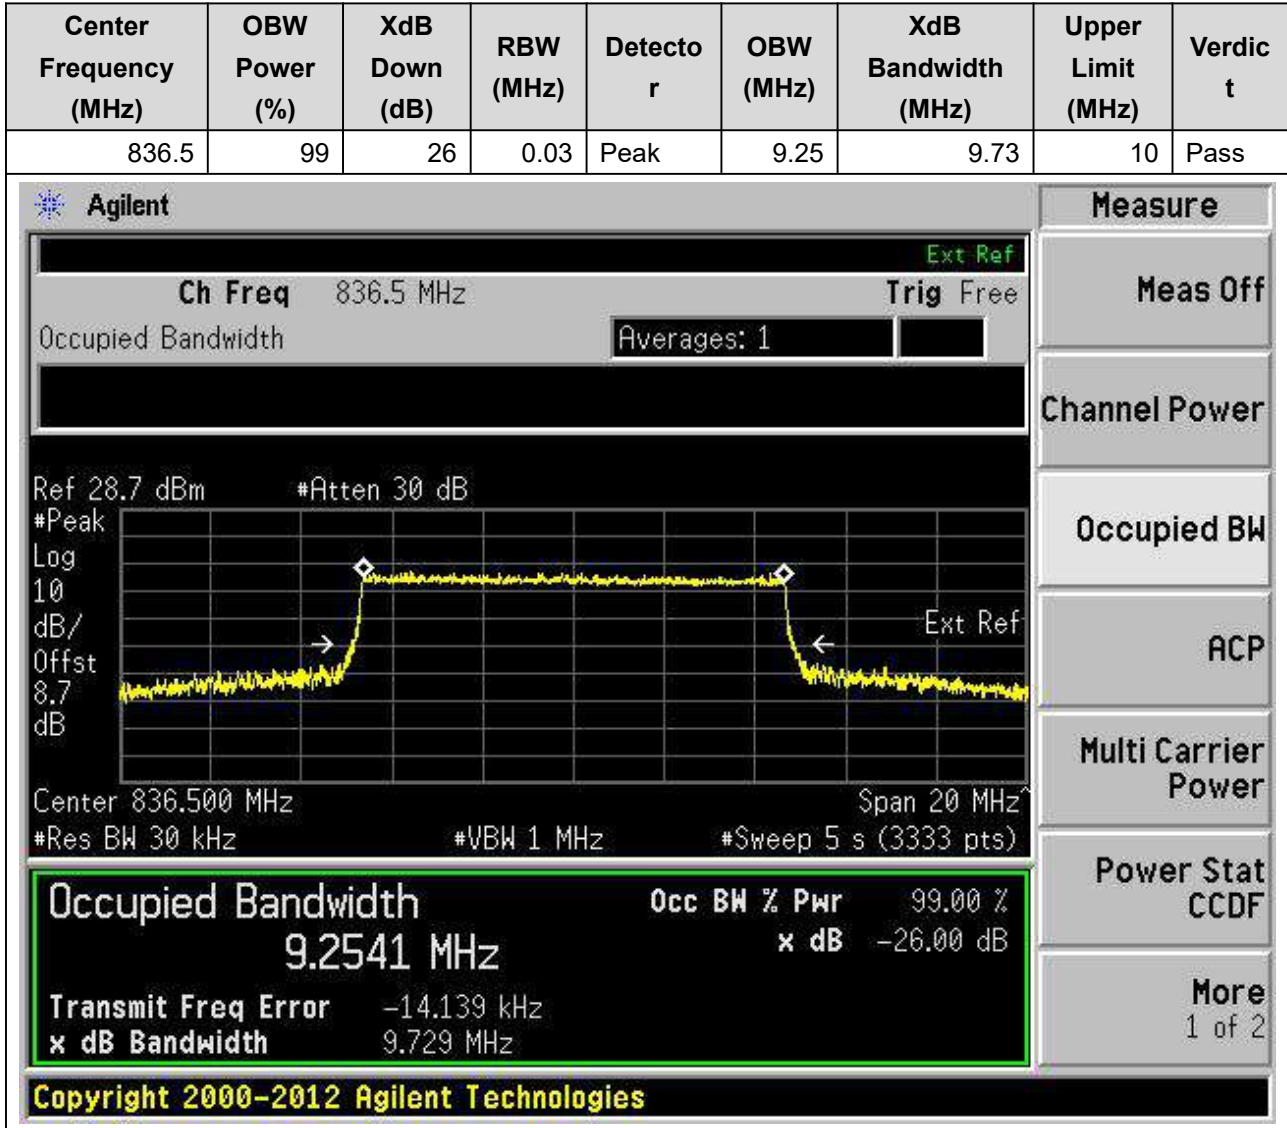 Center Frequency (MHz) OBW Power (%) XdB Down (dB) RBW (MHz) Detecto r OBW (MHz) XdB Bandwidth (MHz) Upper Limit (MHz) Verdic t
836.5 99 26 0.03 Peak 9.25 9.73 10 Pass
Agilent
Measure
Ext Ref
Ch Freq 836.5 MHz Trig Free
Meas Off
Occupied Bandwidth Averages: 1
Channel Power
Ref 28.7 dBm #Atten 30 dB
#Peak
Log
10
dB/
Offst
8.7
dB
Ext Ref
Occupied BW
ACP
Center 836.500 MHz Span 20 MHz^
#Res BW 30 kHz #VBW 1 MHz #Sweep 5 s (3333 pts)
Multi Carrier
Power
Occupied Bandwidth Occ BW % Pwr 99.00 %
9.2541 MHz x dB -26.00 dB
Power Stat
CCDF
Transmit Freq Error -14.139 kHz
x dB Bandwidth 9.729 MHz
More
1 of 2
Copyright 2000-2012 Agilent Technologies